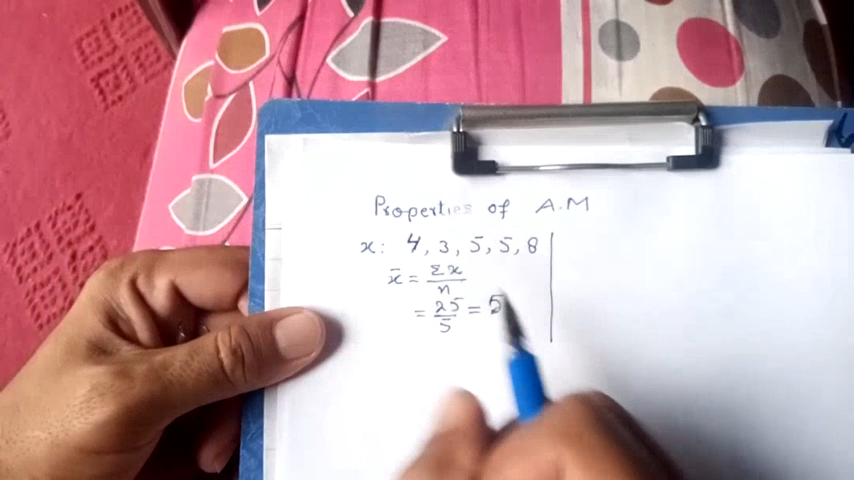 Properties of A.M
x: 4, 3, 5, 5, 8
x̄ = Σx/n
= 25/5 = 5